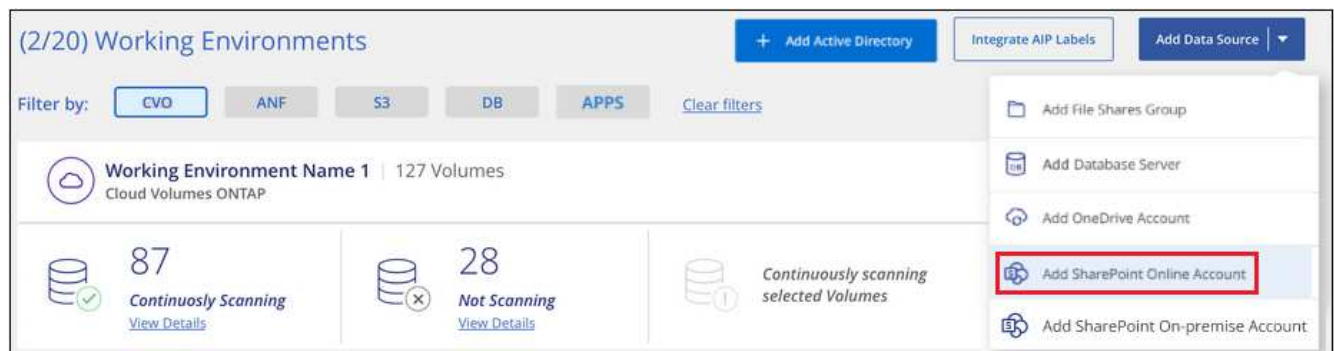 (2/20) Working Environments
+ Add Active Directory
Integrate AIP Labels
Add Data Source
Filter by:
CVO
ANF
S3
DB
APPS
Clear filters
Add File Shares Group
Working Environment Name 1 | 127 Volumes
Cloud Volumes ONTAP
DB
Add Database Server
Add OneDrive Account
87
Continuosly Scanning
View Details
28
Not Scanning
View Details
Continuously scanning
selected Volumes
Add SharePoint Online Account
Add SharePoint On-premise Account